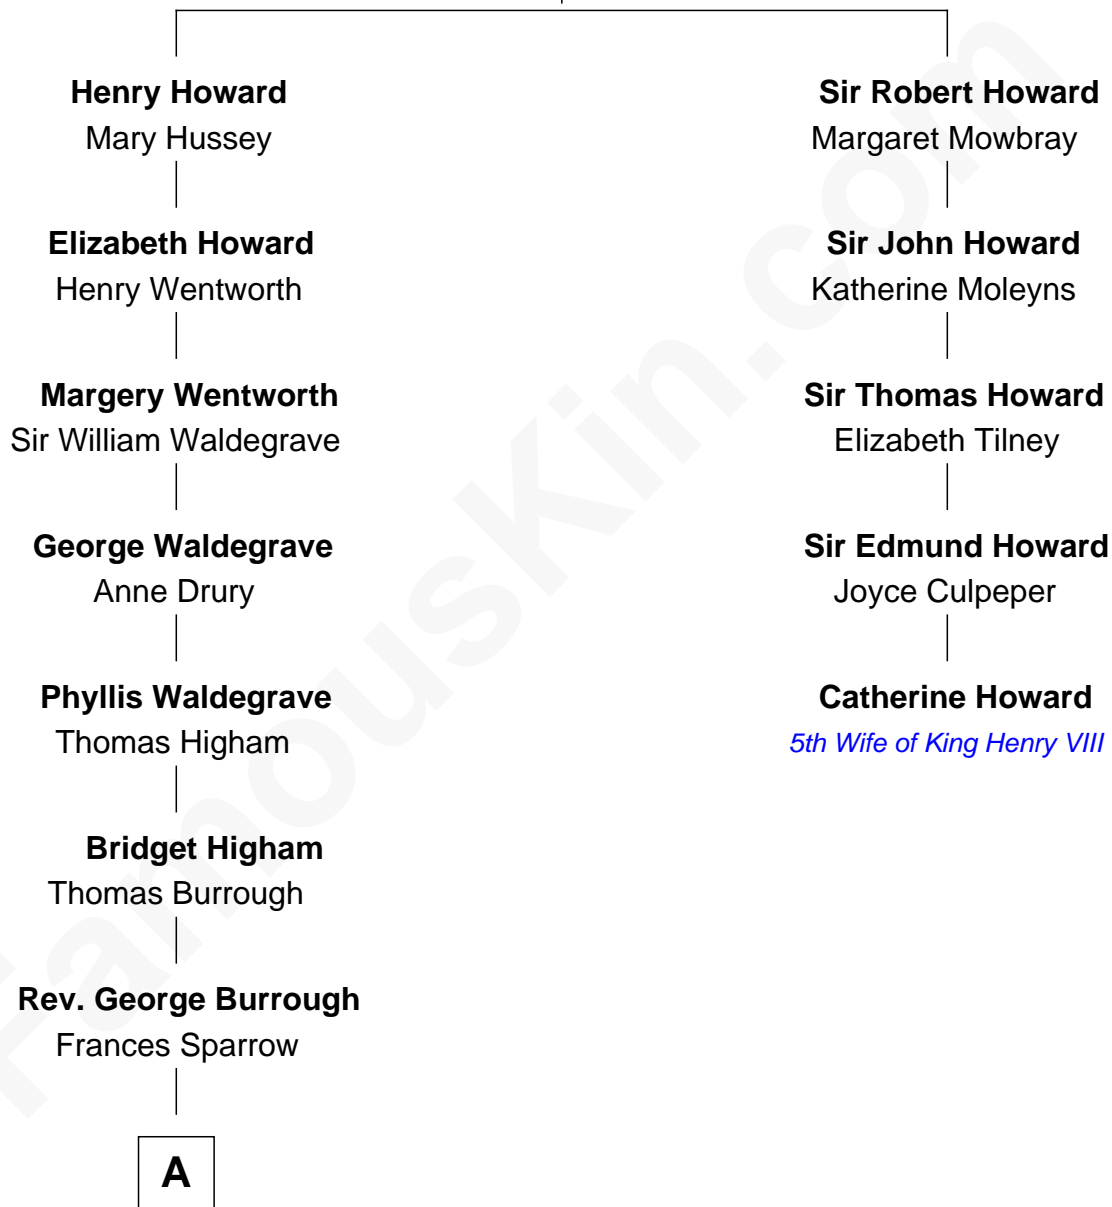 Henry Howard
Mary Hussey
Elizabeth Howard
Henry Wentworth
Margery Wentworth
Sir William Waldegrave
George Waldegrave
Anne Drury
Phyllis Waldegrave
Thomas Higham
Bridget Higham
Thomas Burrough
Rev. George Burrough
Frances Sparrow
A
Sir Robert Howard
Margaret Mowbray
Sir John Howard
Katherine Moleyns
Sir Thomas Howard
Elizabeth Tilney
Sir Edmund Howard
Joyce Culpeper
Catherine Howard
5th Wife of King Henry VIII
FamousKin.com